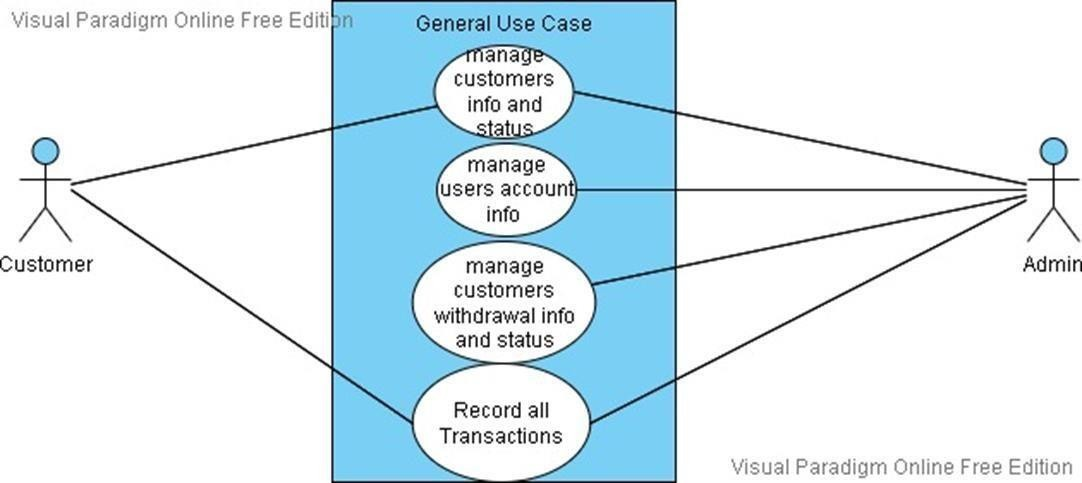 Visual Paradigm Online Free Edition
General Use Case
manage
customers
info and
status
manage
users account
info
Customer
Admin
manage
customers
withdrawal info
and status
Record all
Transactions
Visual Paradigm Online Free Edition